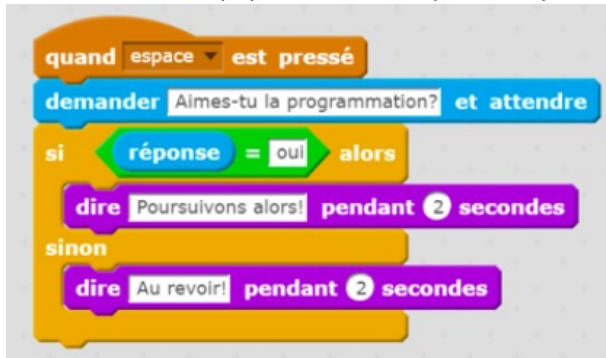 quand espace est pressé
demander Aimes-tu la programmation? et attendre
si réponse = oui alors
dire Poursuivons alors! pendant 2 secondes
sinon
dire Au revoir! pendant 2 secondes